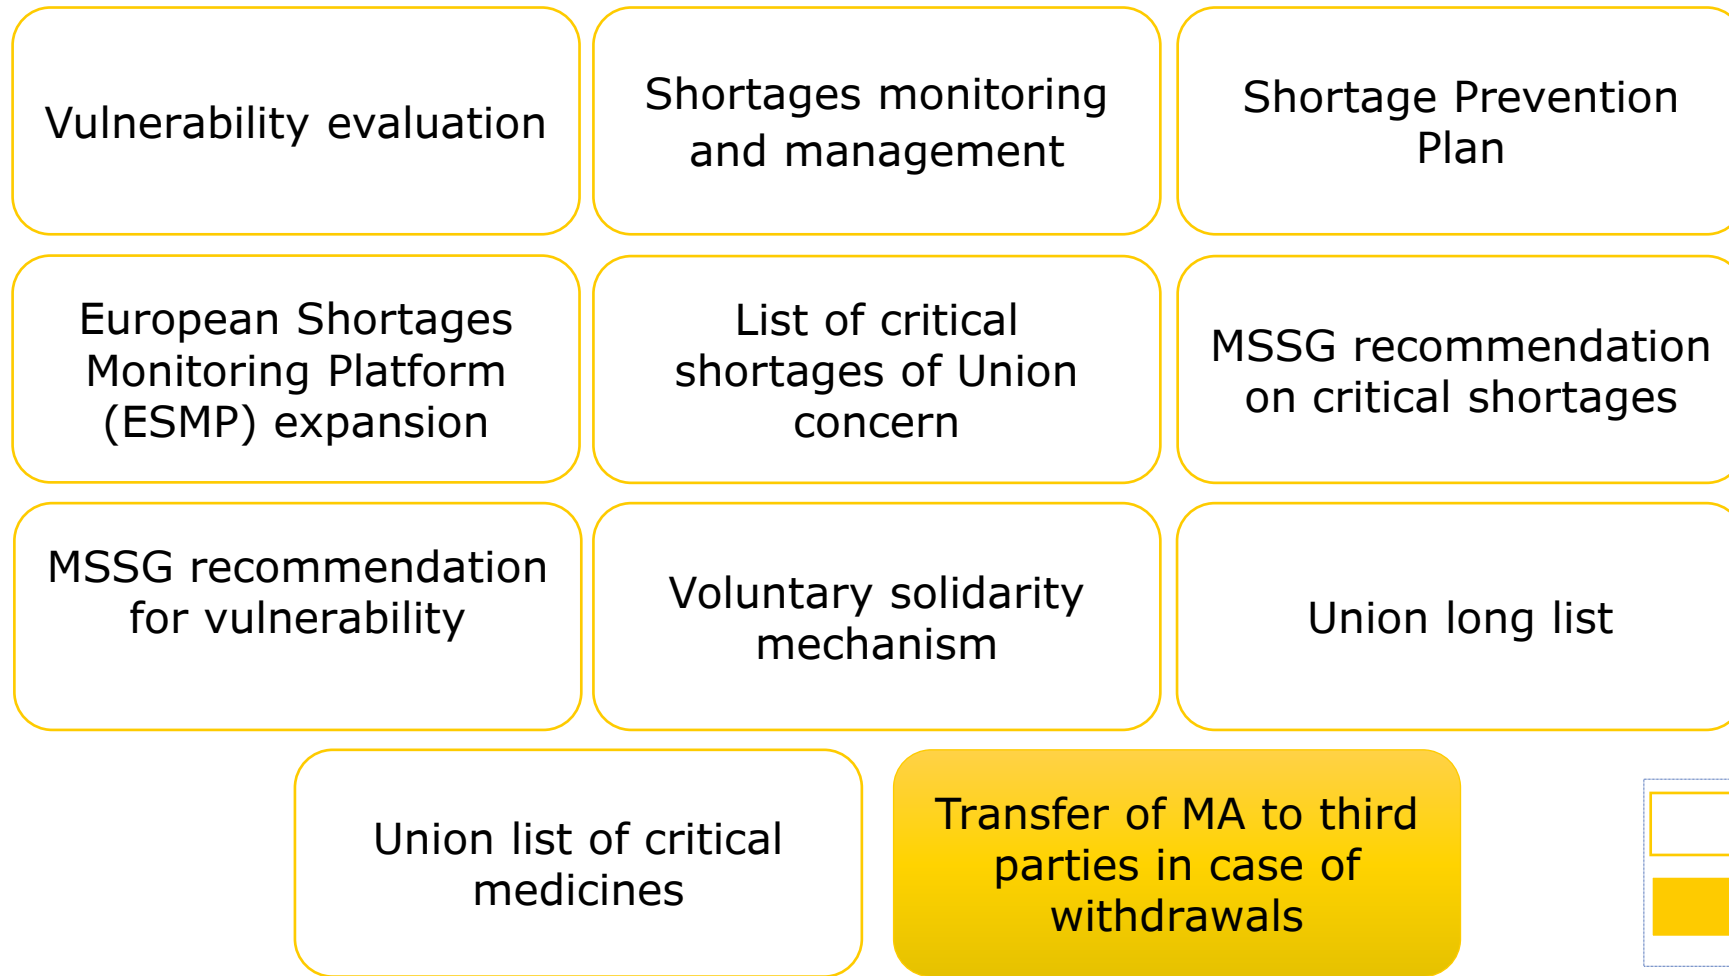 Vulnerability evaluation
Shortages monitoring
and management
Shortage Prevention
Plan
European Shortages
Monitoring Platform
(ESMP) expansion
List of critical
shortages of Union
concern
MSSG recommendation
on critical shortages
MSSG recommendation
for vulnerability
Voluntary solidarity
mechanism
Union long list
Union list of critical
medicines
Transfer of MA to third
parties in case of
withdrawals